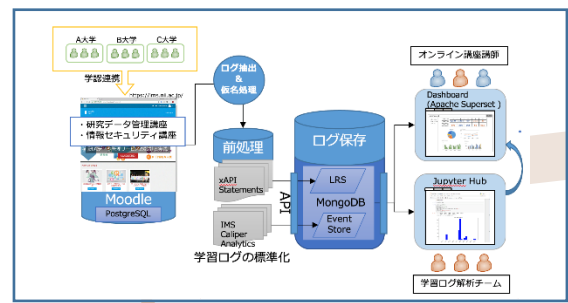 A大学 B大学 C大学
学認連携
https://lms.nii.ac.jp/
・研究データ管理講座
・情報セキュリティ講座
Moodle
PostgreSQL
ログ抽出
&
仮名処理
前処理
xAPI
Statements
IMS
Caliper
Analytics
学習ログの標準化
API
ログ保存
LRS
MongoDB
Event
Store
オンライン講座講師
Dashboard
(Apache Superset )
Jupyter Hub
学習ログ解析チーム